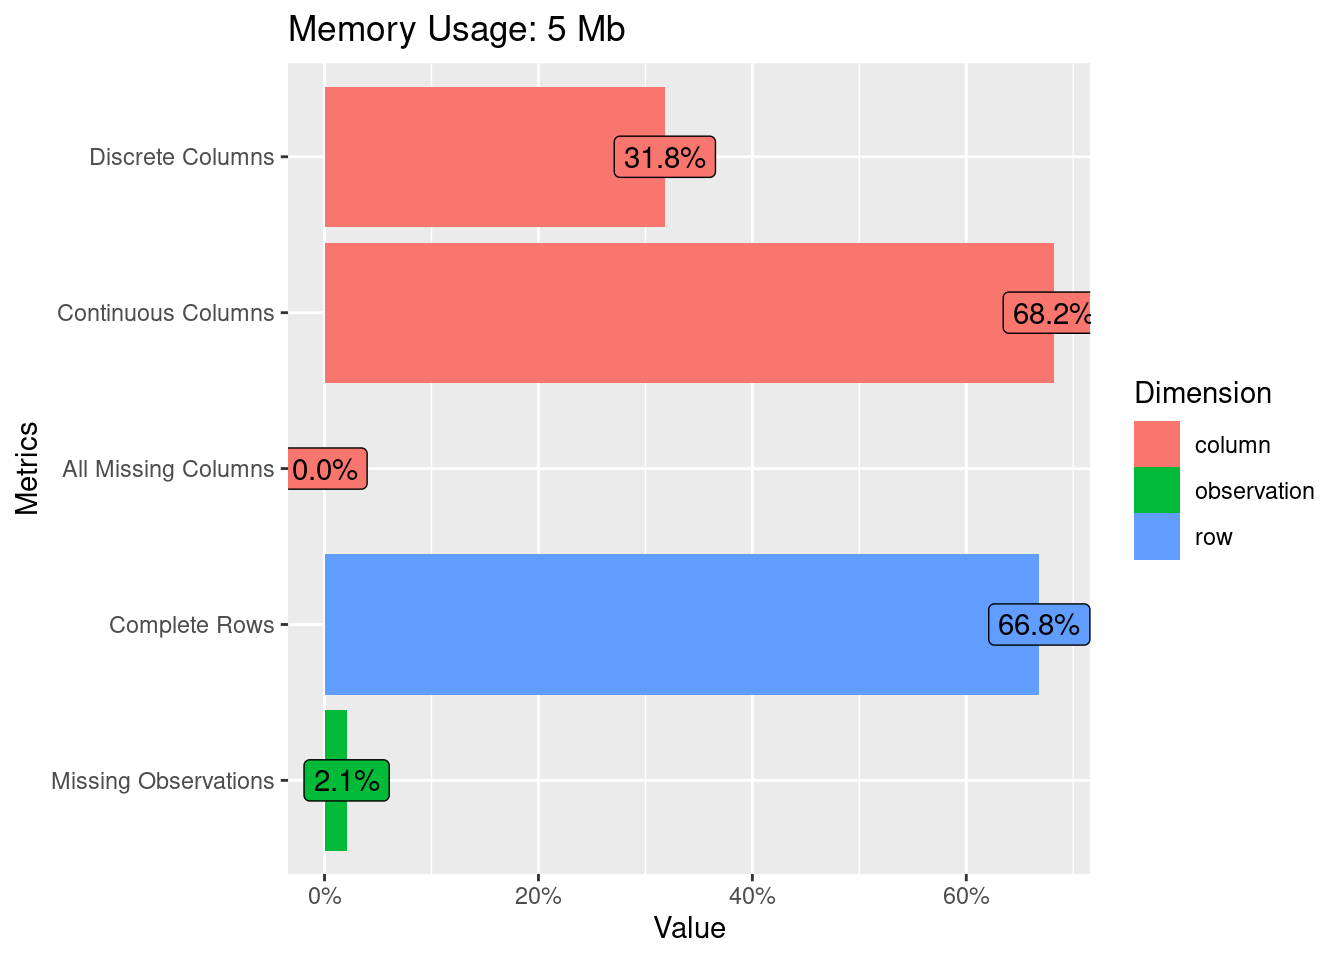 Memory Usage: 5 Mb
Discrete Columns
31.8%
Continuous Columns
68.2%
All Missing Columns
0.0%
Complete Rows
66.8%
Missing Observations
2.1%
Metrics
0%
20%
40%
60%
Value
Dimension
column
observation
row